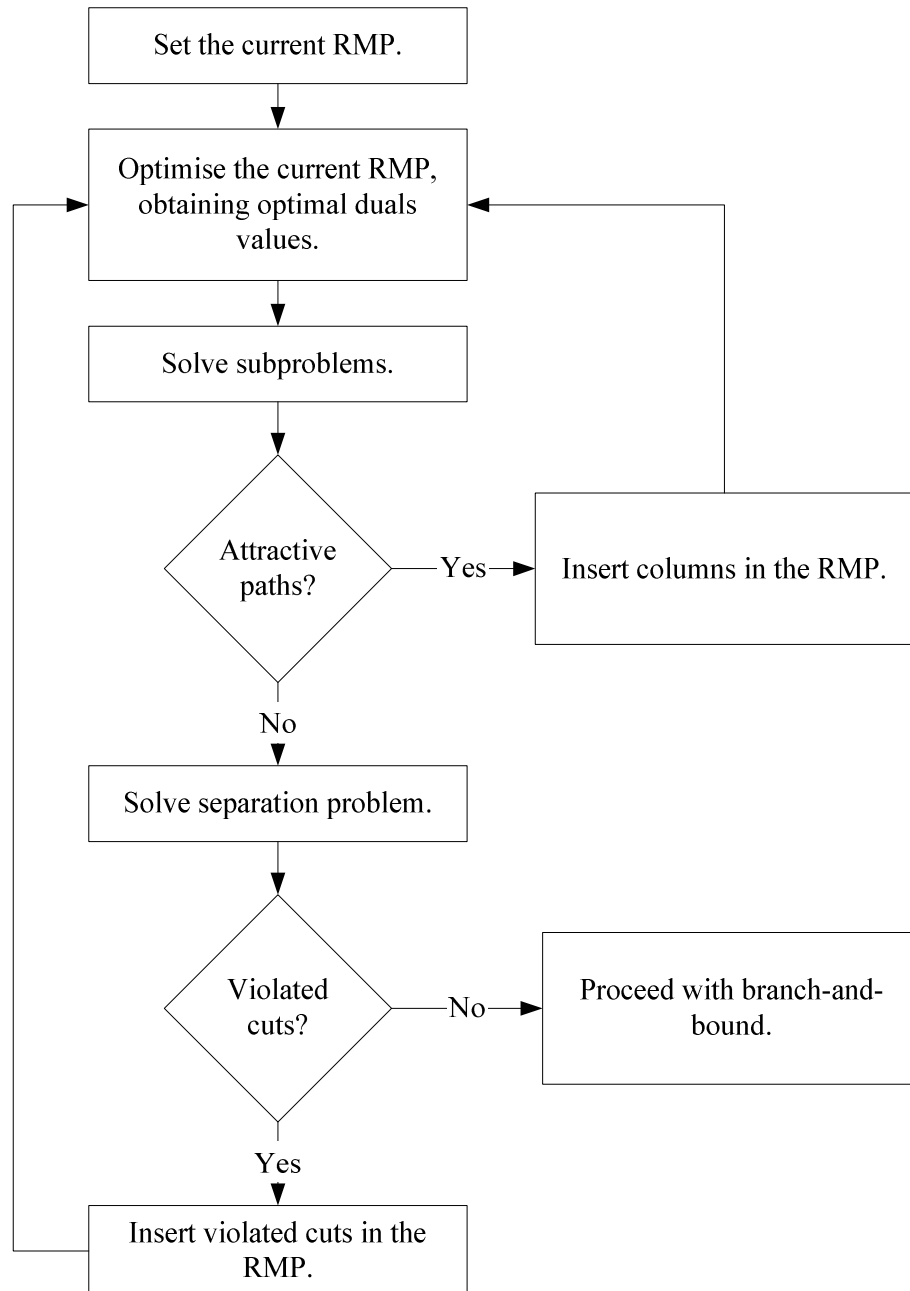 Set the current RMP.
Optimise the current RMP,
obtaining optimal duals
values.
Solve subproblems.
Attractive
paths?
Yes
Insert columns in the RMP.
No
Solve separation problem.
Violated
cuts?
No
Proceed with branch-and-
bound.
Yes
Insert violated cuts in the
RMP.